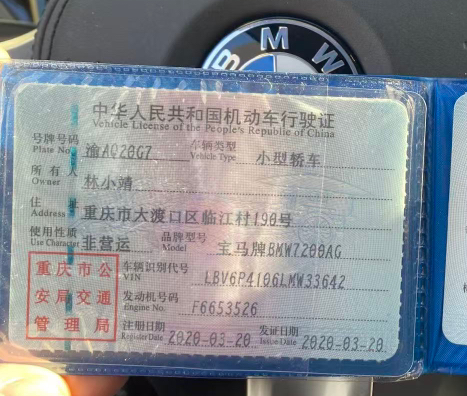 BMW
中华人民共和国机动车行驶证
Vehicle License of the People's Republic of China
号牌号码 渝AQ20G7 车辆类型 小型轿车
Plate No. Vehicle Type
所有人 林小靖
Owner
住址 重庆市大渡口区临江村190号
Address
使用性质 非营运 品牌型号 宝马牌BMW7200AG
Use Character Model
重庆市公安局交通管理局
车辆识别代号 LBV6P4106LMW33642
VIN
发动机号码 F6653526
Engine No.
注册日期 2020-03-20 发证日期 2020-03-20
Register Date Issue Date